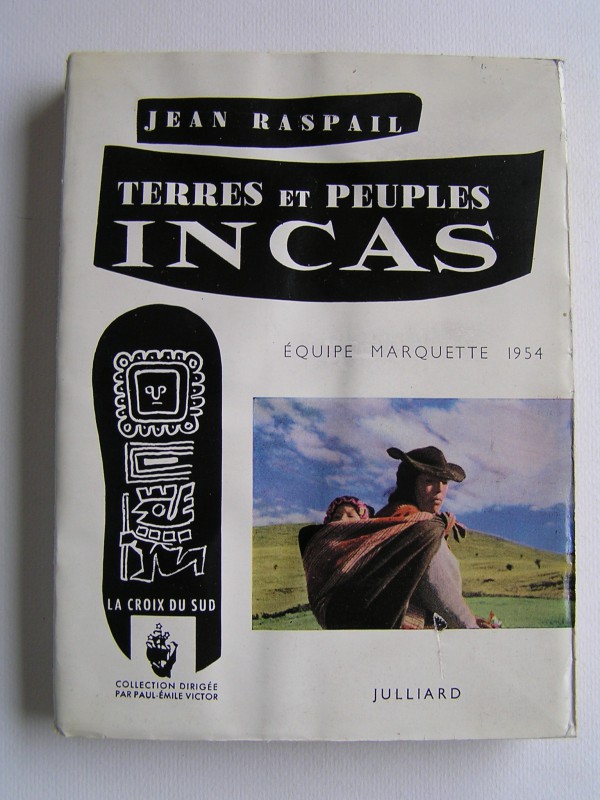 JEAN RASPAIL
TERRES ET PEUPLES
INCAS
ÉQUIPE MARQUETTE 1954
LA CROIX DU SUD
COLLECTION DIRIGÉE
PAR PAUL-ÉMILE VICTOR
JULLIARD